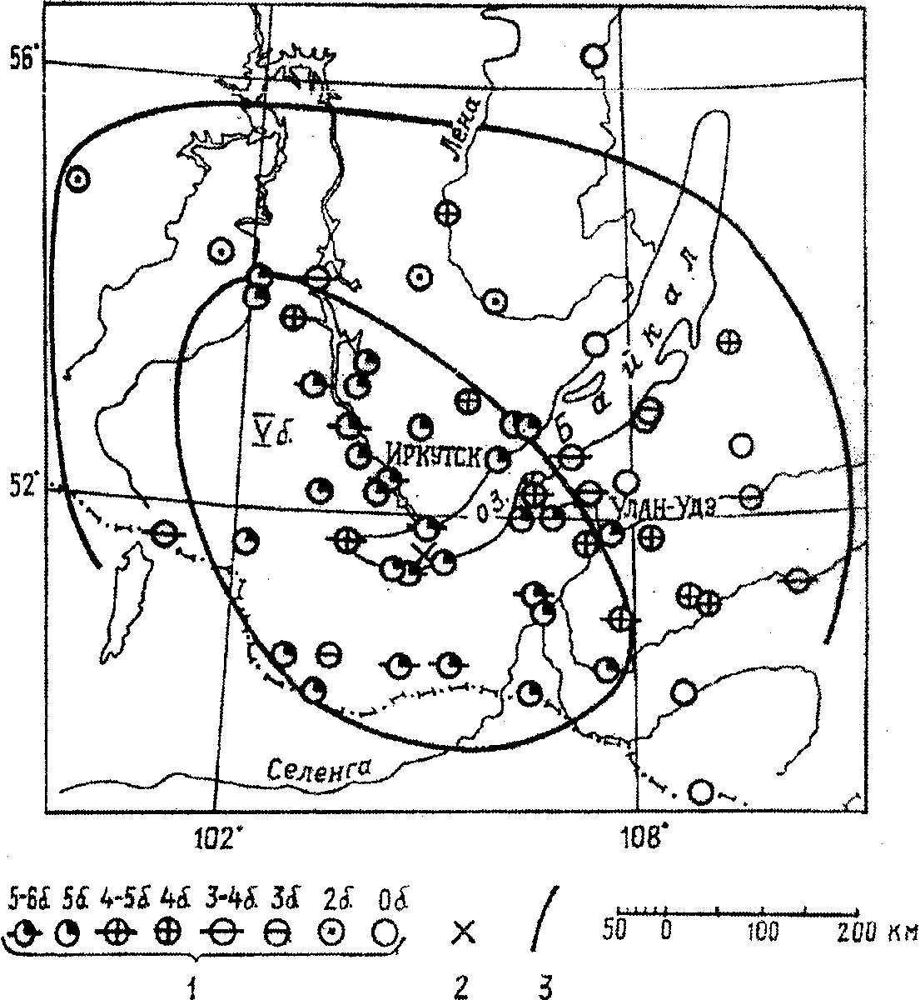 56°
Лена
Байкал
V б.
ИРКУТСК
52°
оз.
УЛАН-УДЭ
Селенга
102° 108°
5-6б. 5б. 4-5б. 4б. 3-4б. 3б. 2б. 0б.
50 0 100 200 км
1 2 3